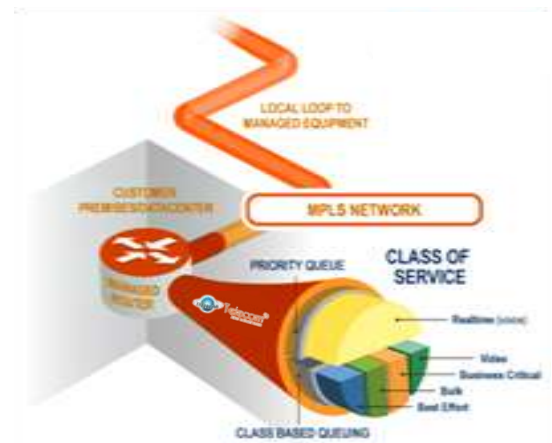 LOCAL LOOP TO
MANAGED EQUIPMENT
CUSTOMER
PREMISES/DATACENTER
MPLS NETWORK
MANAGED
ROUTER
PRIORITY QUEUE
CLASS OF
SERVICE
Telecom®
Realtime (voice)
Video
Business Critical
Bulk
Best Effort
CLASS BASED QUEUING